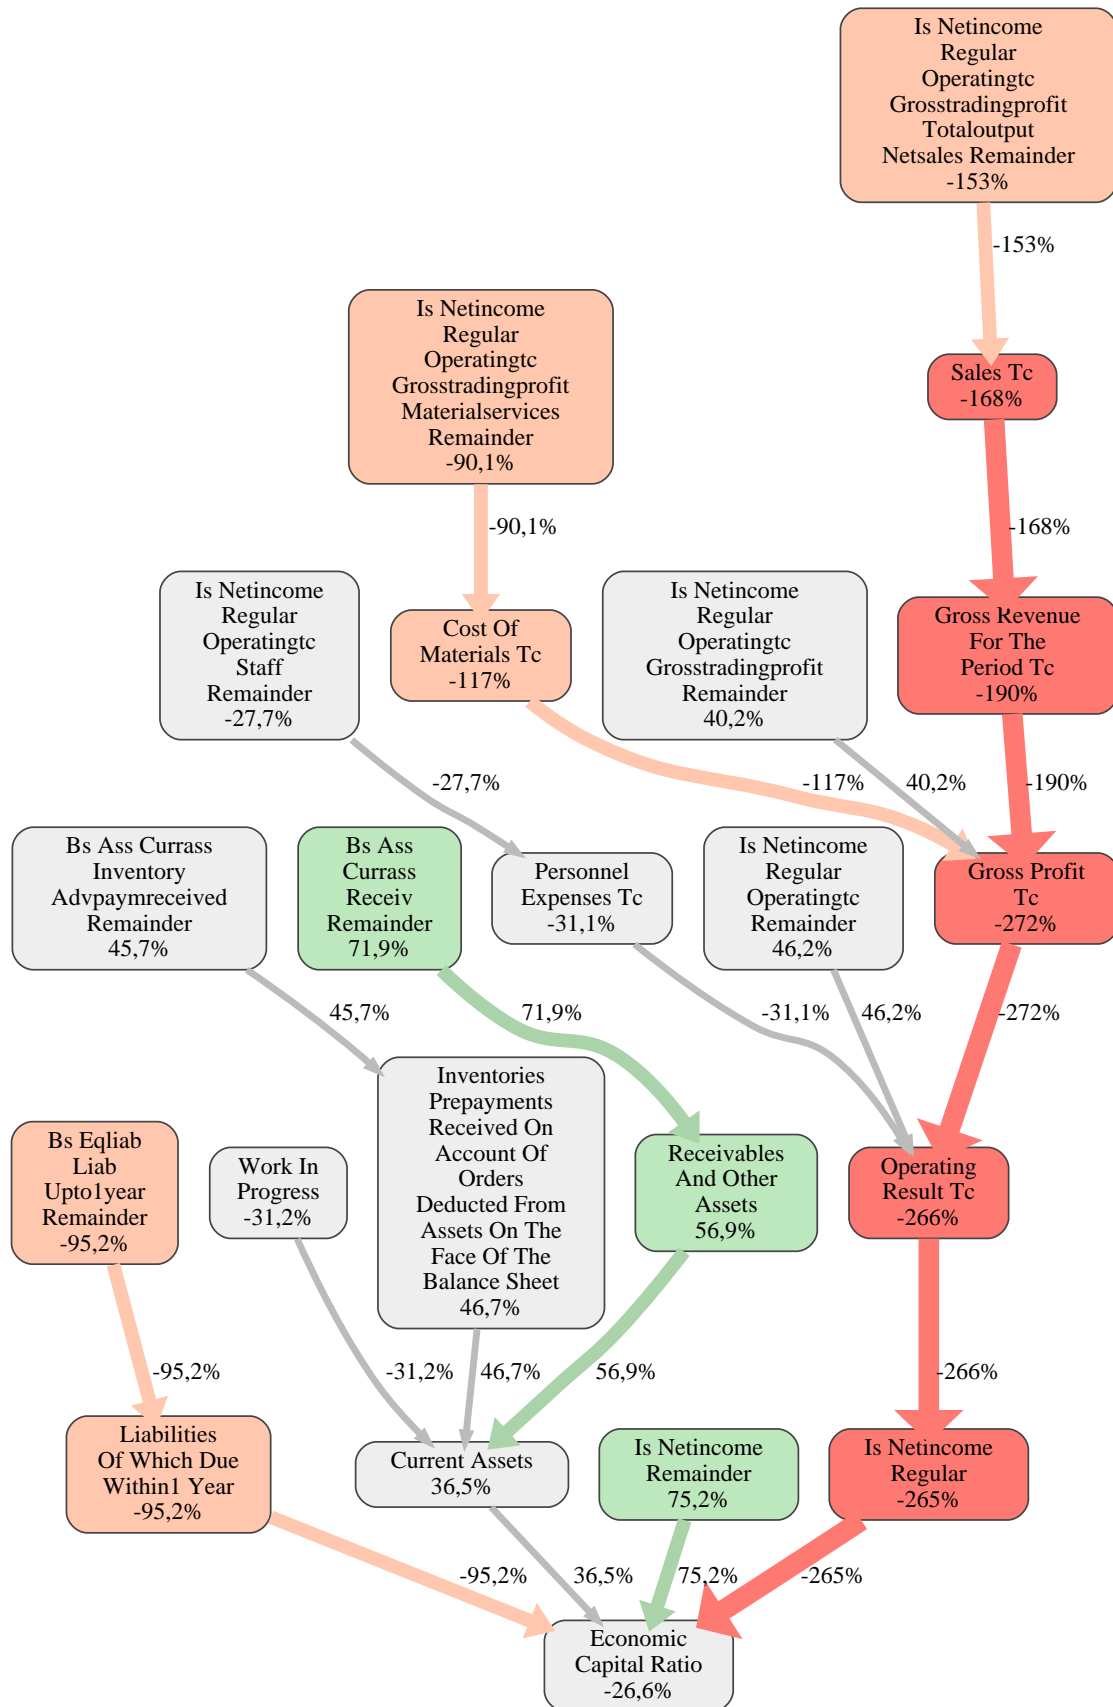 Is Netincome
Regular
Operatingtc
Grosstradingprofit
Totaloutput
Netsales Remainder
-153%
-153%
Is Netincome
Regular
Operatingtc
Grosstradingprofit
Materialservices
Remainder
-90,1%
Sales Tc
-168%
-90,1%
-168%
Is Netincome
Regular
Operatingtc
Staff
Remainder
-27,7%
Cost Of
Materials Tc
-117%
Is Netincome
Regular
Operatingtc
Grosstradingprofit
Remainder
40,2%
Gross Revenue
For The
Period Tc
-190%
-27,7%
-117%
40,2%
-190%
Bs Ass Currass
Inventory
Advpaymreceived
Remainder
45,7%
Bs Ass
Currass
Receiv
Remainder
71,9%
Personnel
Expenses Tc
-31,1%
Is Netincome
Regular
Operatingtc
Remainder
46,2%
Gross Profit
Tc
-272%
45,7%
71,9%
-31,1%
46,2%
-272%
Bs Eqliab
Liab
Upto1year
Remainder
-95,2%
Work In
Progress
-31,2%
Inventories
Prepayments
Received On
Account Of
Orders
Deducted From
Assets On The
Face Of The
Balance Sheet
46,7%
Receivables
And Other
Assets
56,9%
Operating
Result Tc
-266%
-95,2%
-31,2%
46,7%
56,9%
-266%
Liabilities
Of Which Due
Within1 Year
-95,2%
Current Assets
36,5%
Is Netincome
Remainder
75,2%
Is Netincome
Regular
-265%
-95,2%
36,5%
75,2%
-265%
Economic
Capital Ratio
-26,6%